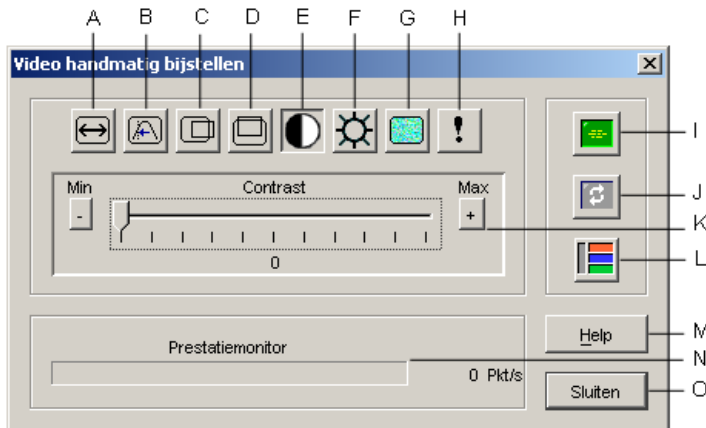 A B C D E F G H
Video handmatig bijstellen
I
Min Contrast Max
J
- +
K
0
L
Help
M
Prestatiemonitor
N
0 Pkt/s
Sluiten
O